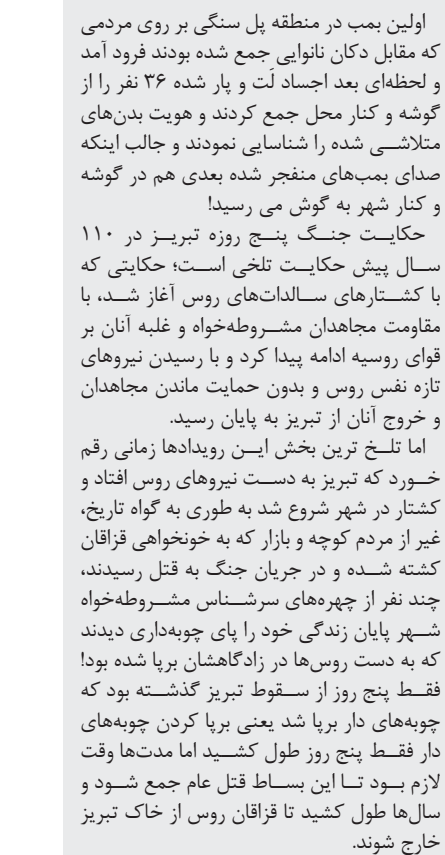 اولین بمب در منطقه پل سنگی بر روی مردمی
که مقابل دکان نانوایی جمع شده بودند فرود آمد
و لحظه‌ای بعد اجساد لَت و پار شده ۳۶ نفر را از
گوشه و کنار محل جمع کردند و هویت بدن‌های
متلاشی شده را شناسایی نمودند و جالب اینکه
صدای بمب‌های منفجر شده بعدی هم در گوشه
و کنار شهر به گوش می رسید!
حکایت جنگ پنج روزه تبریز در ۱۱۰
سال پیش حکایت تلخی است؛ حکایتی که
با کشتارهای سالدات‌های روس آغاز شد، با
مقاومت مجاهدان مشروطه‌خواه و غلبه آنان بر
قوای روسیه ادامه پیدا کرد و با رسیدن نیروهای
تازه نفس روس و بدون حمایت ماندن مجاهدان
و خروج آنان از تبریز به پایان رسید.
اما تلخ ترین بخش این رویدادها زمانی رقم
خورد که تبریز به دست نیروهای روس افتاد و
کشتار در شهر شروع شد به طوری به گواه تاریخ،
غیر از مردم کوچه و بازار که به خونخواهی قزاقان
کشته شده و در جریان جنگ به قتل رسیدند،
چند نفر از چهره‌های سرشناس مشروطه‌خواه
شهر پایان زندگی خود را پای چوبه‌داری دیدند
که به دست روس‌ها در زادگاهشان برپا شده بود!
فقط پنج روز از سقوط تبریز گذشته بود که
چوبه‌های دار برپا شد یعنی برپا کردن چوبه‌های
دار فقط پنج روز طول کشید اما مدت‌ها وقت
لازم بود تا این بساط قتل عام جمع شود و
سال‌ها طول کشید تا قزاقان روس از خاک تبریز
خارج شوند.